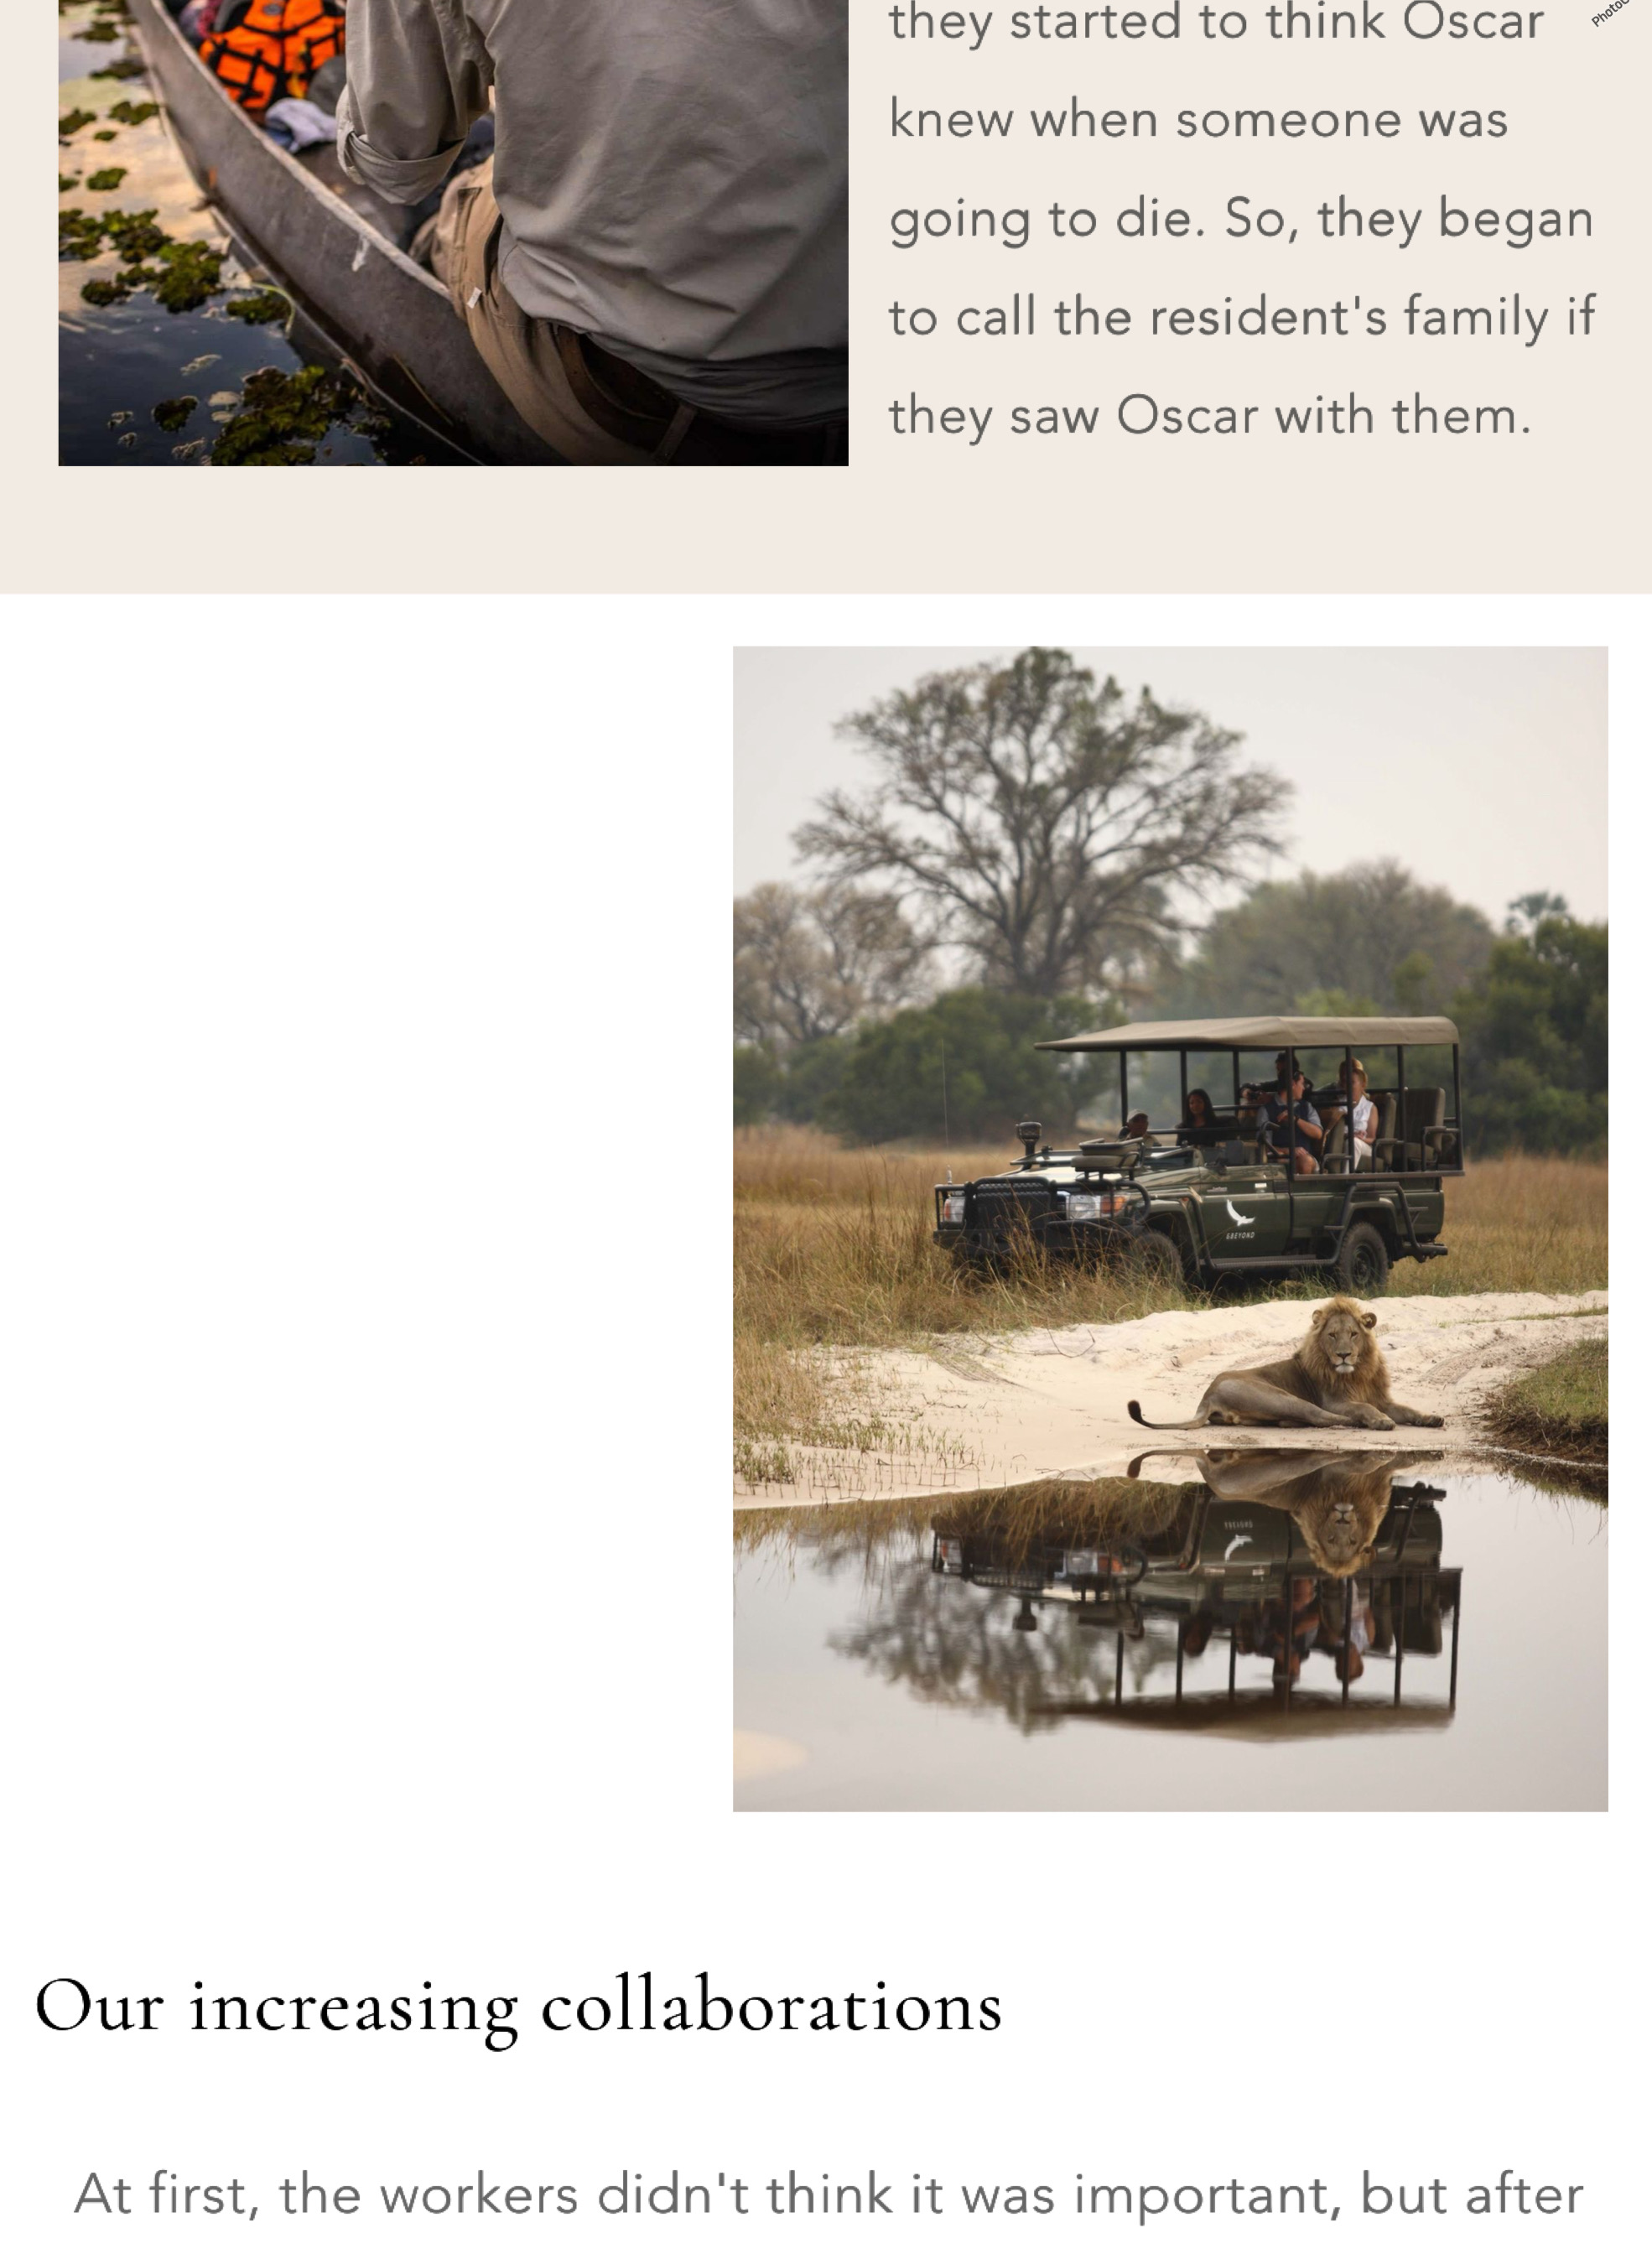 they started to think Oscar
knew when someone was
going to die. So, they began
to call the resident's family if
they saw Oscar with them.
&BEYOND
Our increasing collaborations
At first, the workers didn't think it was important, but after